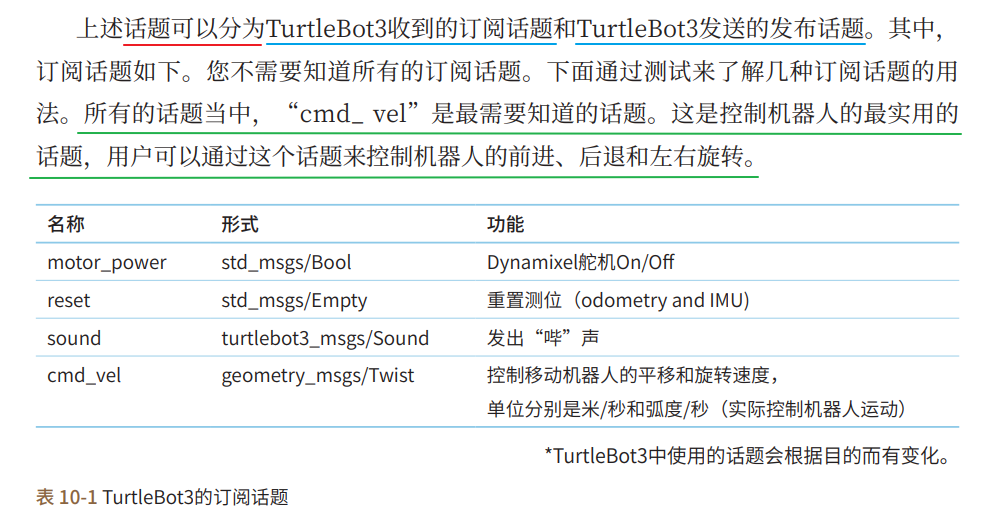 上述话题可以分为TurtleBot3收到的订阅话题和TurtleBot3发送的发布话题。其中，
订阅话题如下。您不需要知道所有的订阅话题。下面通过测试来了解几种订阅话题的用
法。所有的话题当中，“cmd_ vel”是最需要知道的话题。这是控制机器人的最实用的
话题，用户可以通过这个话题来控制机器人的前进、后退和左右旋转。
名称 形式 功能
motor_power std_msgs/Bool Dynamixel舵机On/Off
reset std_msgs/Empty 重置测位（odometry and IMU)
sound turtlebot3_msgs/Sound 发出“哔”声
cmd_vel geometry_msgs/Twist 控制移动机器人的平移和旋转速度，
单位分别是米/秒和弧度/秒（实际控制机器人运动）
*TurtleBot3中使用的话题会根据目的而有变化。
表 10-1 TurtleBot3的订阅话题